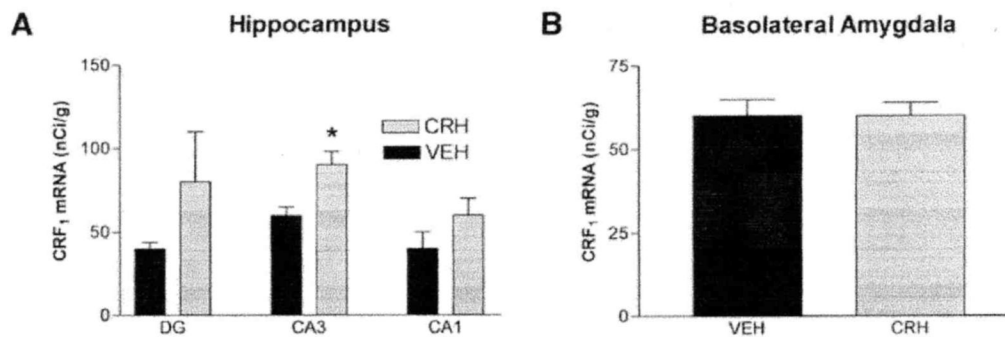 A
Hippocampus
CRF₁ mRNA (nCi/g)
150
100
50
0
*
CRH
VEH
DG
CA3
CA1
B
Basolateral Amygdala
CRF₁ mRNA (nCi/g)
75
50
25
0
VEH
CRH